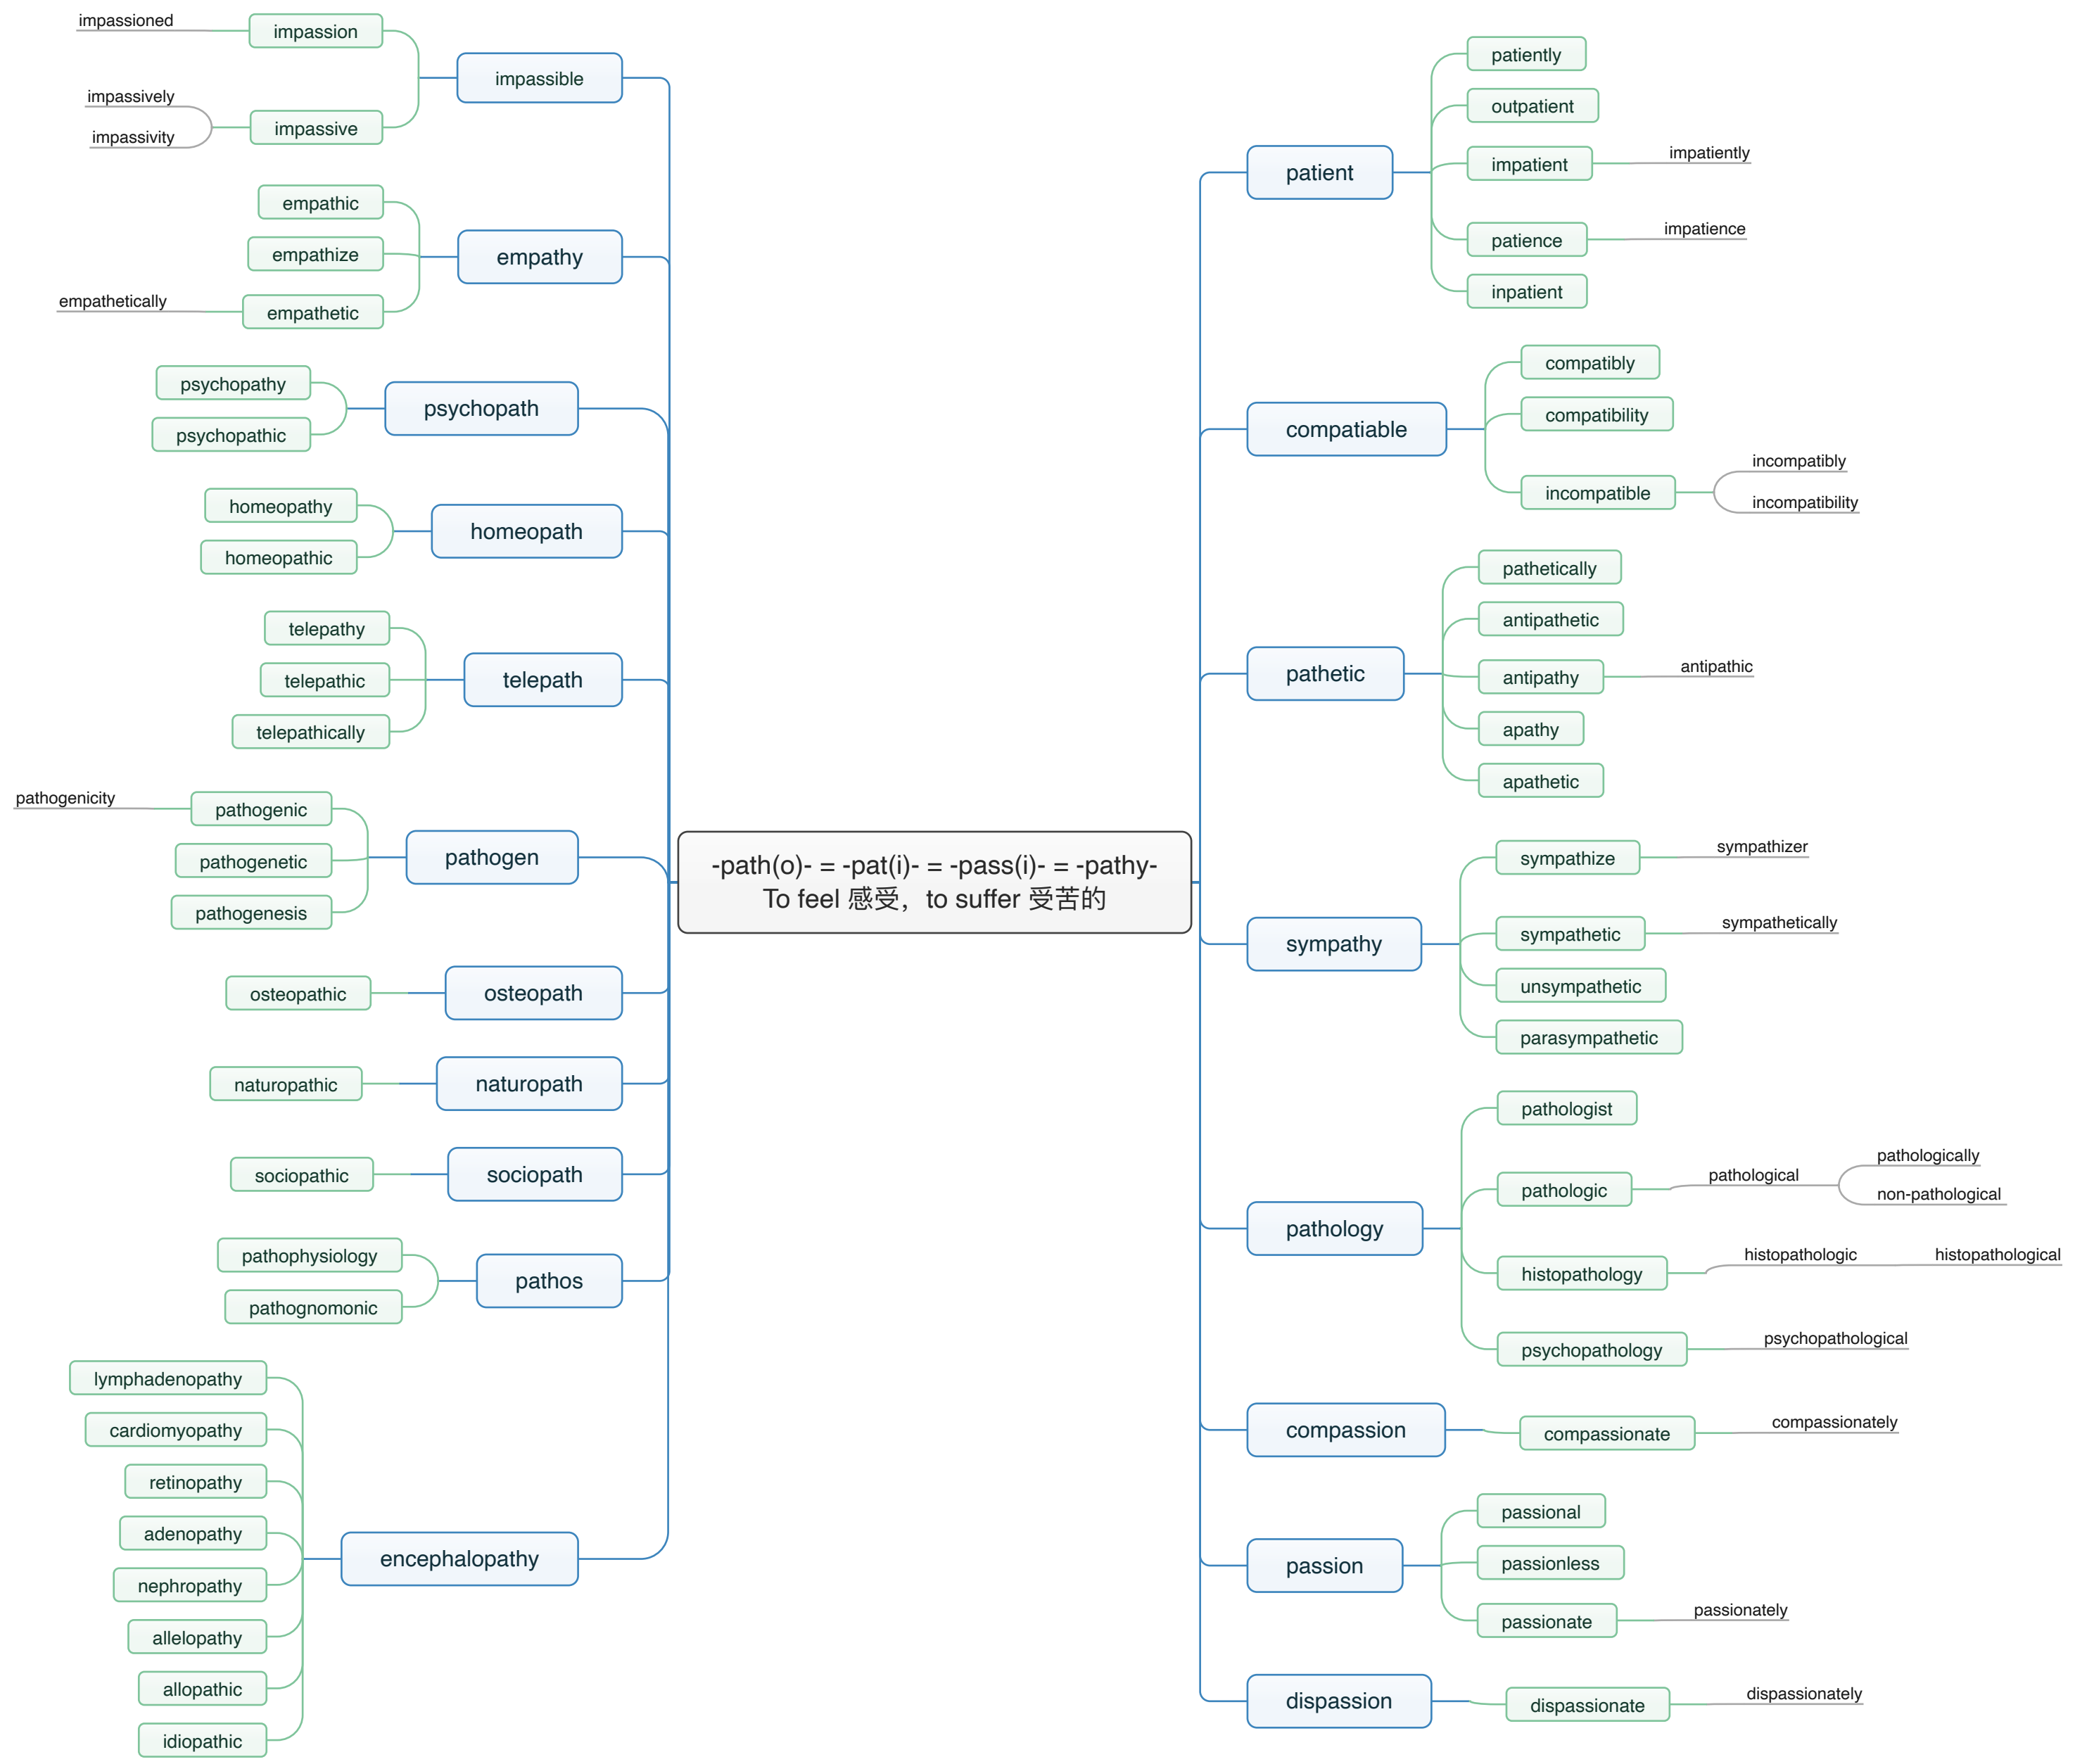 -path(o)- = -pat(i)- = -pass(i)- = -pathy-
To feel 感受，to suffer 受苦的
patient
patiently
outpatient
impatient
impatiently
patience
impatience
inpatient
compatiable
compatibly
compatibility
incompatible
incompatibly
incompatibility
pathetic
pathetically
antipathetic
antipathy
antipathic
apathy
apathetic
sympathy
sympathize
sympathizer
sympathetic
sympathetically
unsympathetic
parasympathetic
pathology
pathologist
pathologic
pathological
pathologically
non-pathological
histopathology
histopathologic
histopathological
psychopathology
psychopathological
compassion
compassionate
compassionately
passion
passional
passionless
passionate
passionately
dispassion
dispassionate
dispassionately
impassible
impassion
impassioned
impassive
impassively
impassivity
empathy
empathic
empathize
empathetic
empathetically
psychopath
psychopathy
psychopathic
homeopath
homeopathy
homeopathic
telepath
telepathy
telepathic
telepathically
pathogen
pathogenic
pathogenicity
pathogenetic
pathogenesis
osteopath
osteopathic
naturopath
naturopathic
sociopath
sociopathic
pathos
pathophysiology
pathognomonic
encephalopathy
lymphadenopathy
cardiomyopathy
retinopathy
adenopathy
nephropathy
allelopathy
allopathic
idiopathic